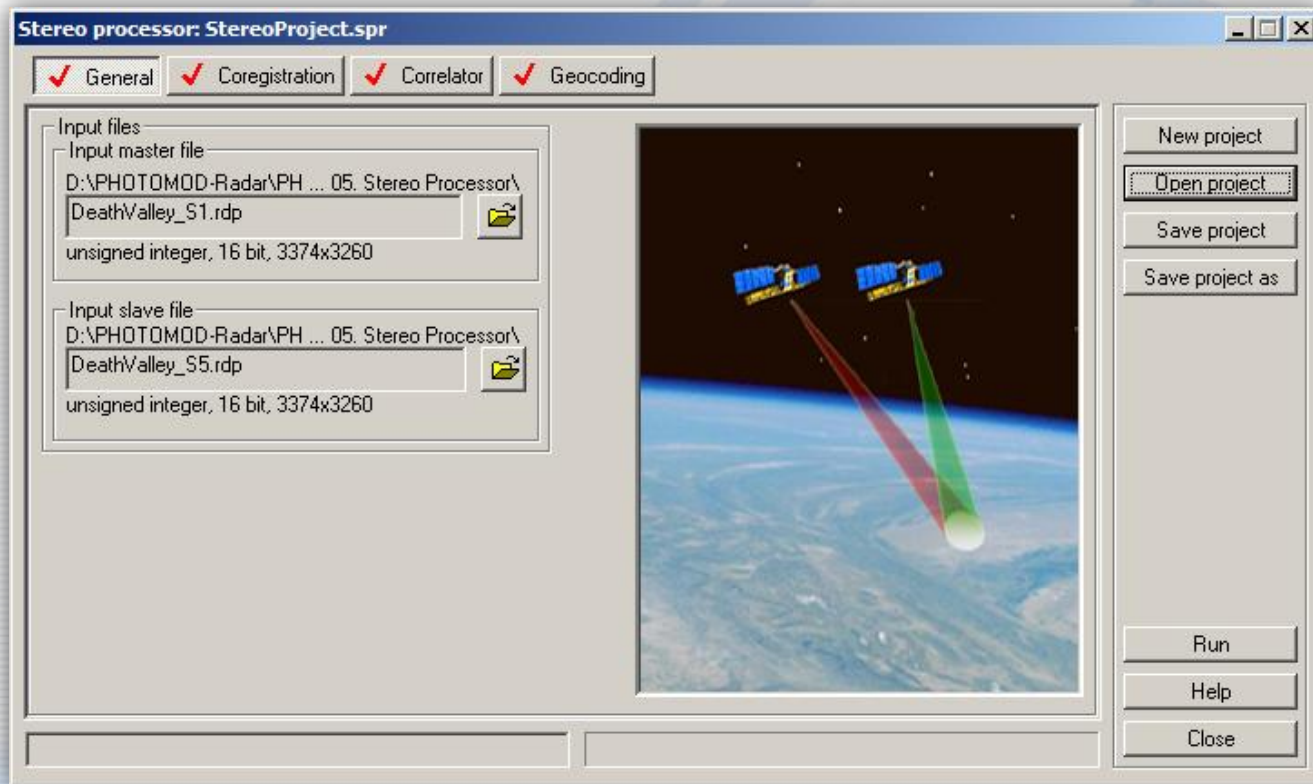 Stereo processor: StereoProject.spr
General Coregistration Correlator Geocoding
Input files
Input master file
D:\PHOTOMOD-Radar\PH ... 05. Stereo Processor\
DeathValley_S1.rdp
unsigned integer, 16 bit, 3374x3260
Input slave file
D:\PHOTOMOD-Radar\PH ... 05. Stereo Processor\
DeathValley_S5.rdp
unsigned integer, 16 bit, 3374x3260
New project
Open project
Save project
Save project as
Run
Help
Close